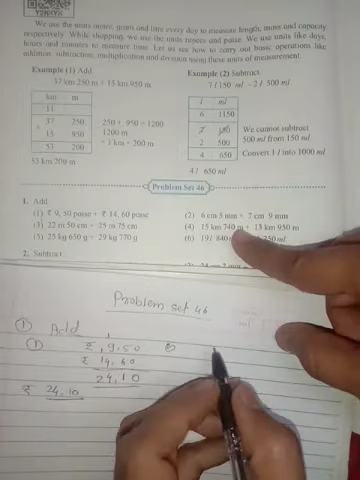 We use the units metre, gram and litre every day to measure length, mass and capacity
respectively. While shopping, we use the units rupees and paise. We use units like days,
hours and minutes to measure time. Let us see how to carry out basic operations like
addition, subtraction, multiplication and division using these units of measurement.
Example (1) Add
37 km 250 m + 15 km 950 m
km m
37 250
+ 15 950
53 200
250 + 950 = 1200
1200 m
= 1 km + 200 m
53 km 200 m
Example (2) Subtract
7 l 150 ml - 2 l 500 ml
l ml
6 1150
7 150
2 500
4 650
We cannot subtract
500 ml from 150 ml
Convert 1 l into 1000 ml
4 l 650 ml
Problem Set 46
1. Add
(1) ₹ 9, 50 paise + ₹ 14, 60 paise
(2) 6 cm 5 mm + 7 cm 9 mm
(3) 22 m 50 cm + 25 m 75 cm
(4) 15 km 740 m + 13 km 950 m
(5) 25 kg 650 g + 29 kg 770 g
(6) 19 l 840 250 ml
2. Subtract
Problem set 46
① Add
① ₹ 9.50
₹ 14.60
24.10
₹ 24.10